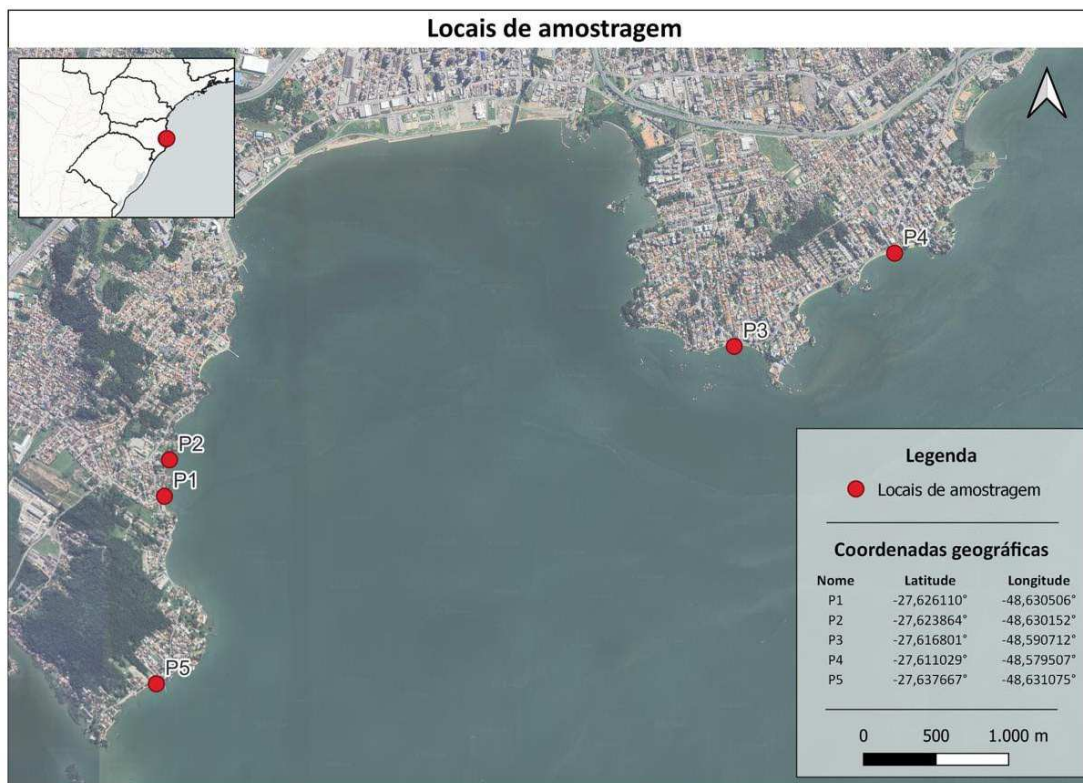 Locais de amostragem
P4
P3
P2
P1
P5
Legenda
Locais de amostragem
Coordenadas geográficas
Nome Latitude Longitude
P1 -27,626110° -48,630506°
P2 -27,623864° -48,630152°
P3 -27,616801° -48,590712°
P4 -27,611029° -48,579507°
P5 -27,637667° -48,631075°
0 500 1.000 m